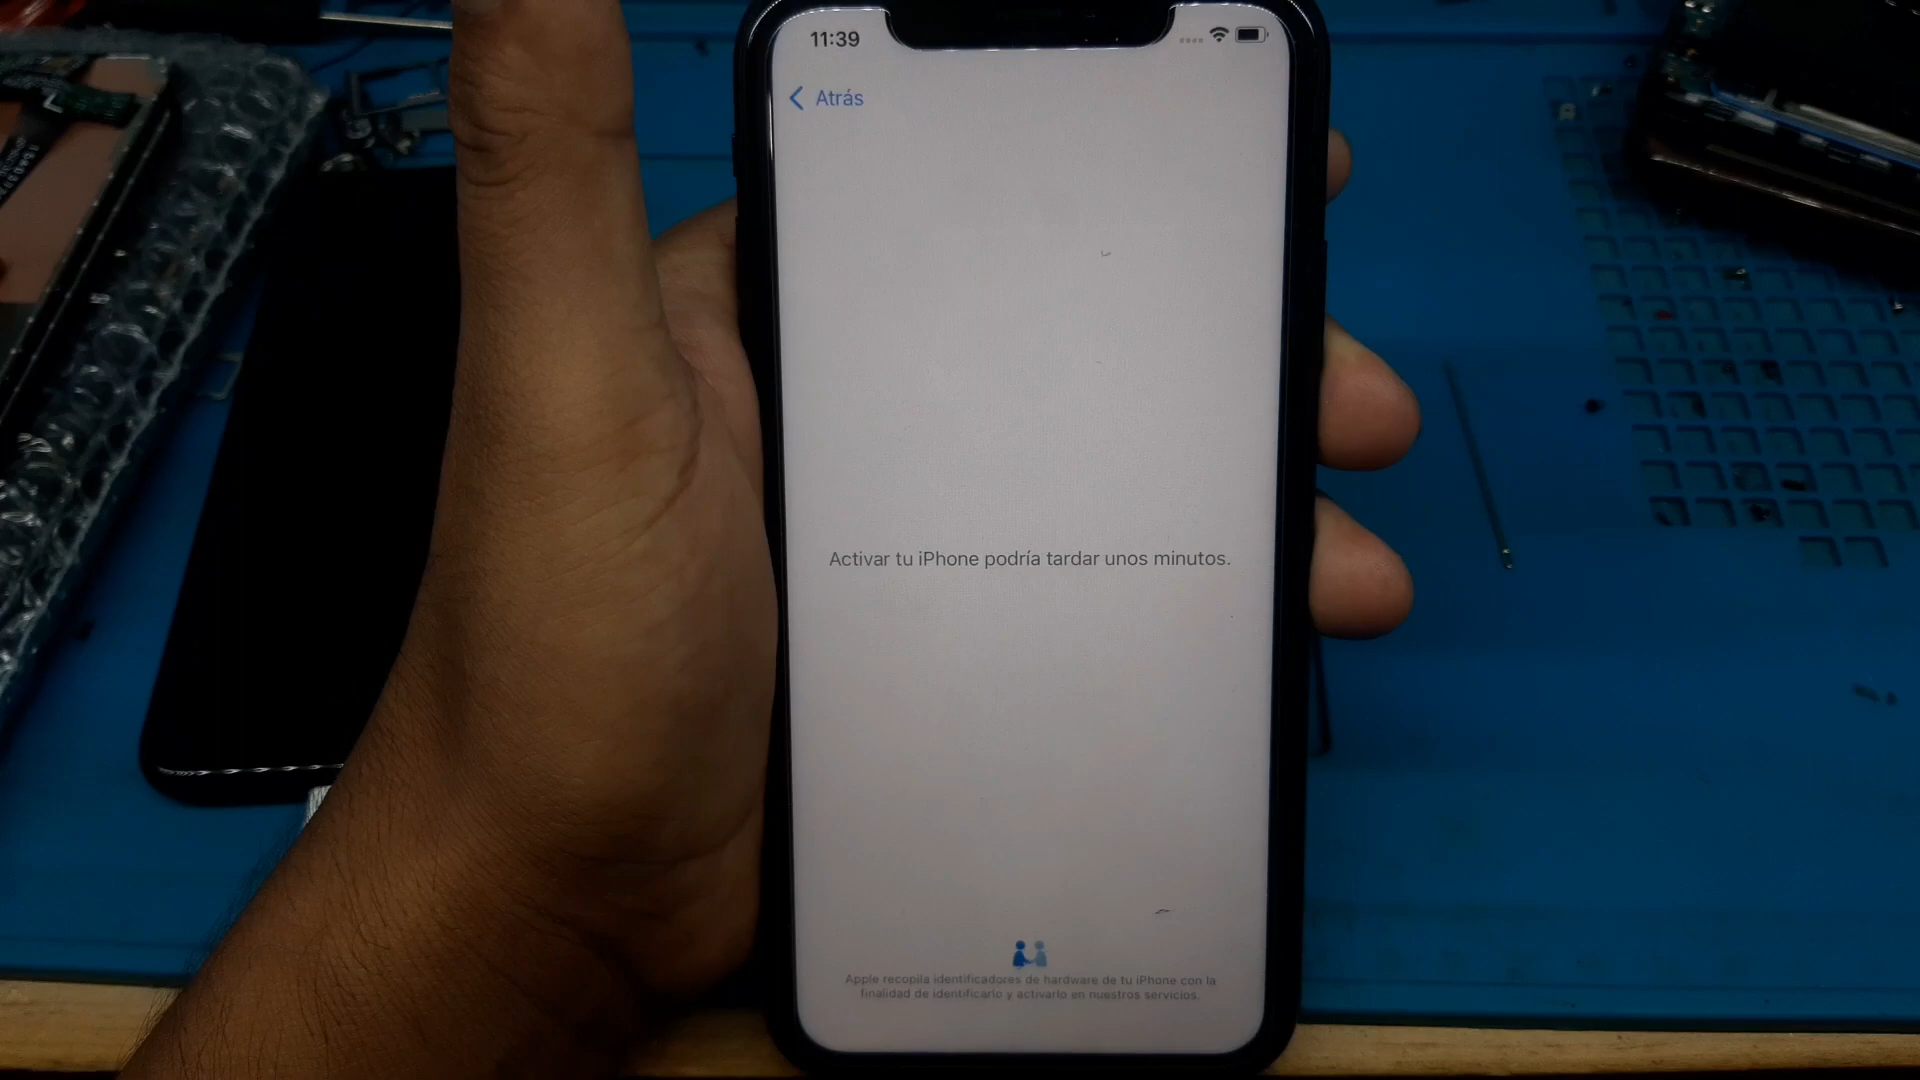 11:39
Atrás
Activar tu iPhone podría tardar unos minutos.
Apple recopila identificadores de hardware de tu iPhone con la
finalidad de identificarlo y activarlo en nuestros servicios.